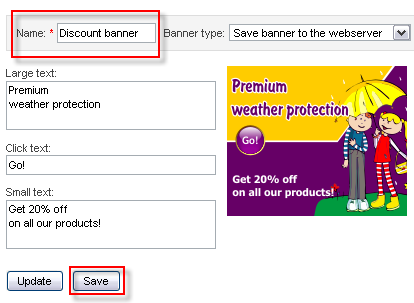 Name: * Discount banner Banner type: Save banner to the webserver
Large text:
Premium
weather protection
Click text:
Go!
Small text:
Get 20% off
on all our products!
Update Save
Premium
weather protection
Go!
Get 20% off
on all our products!